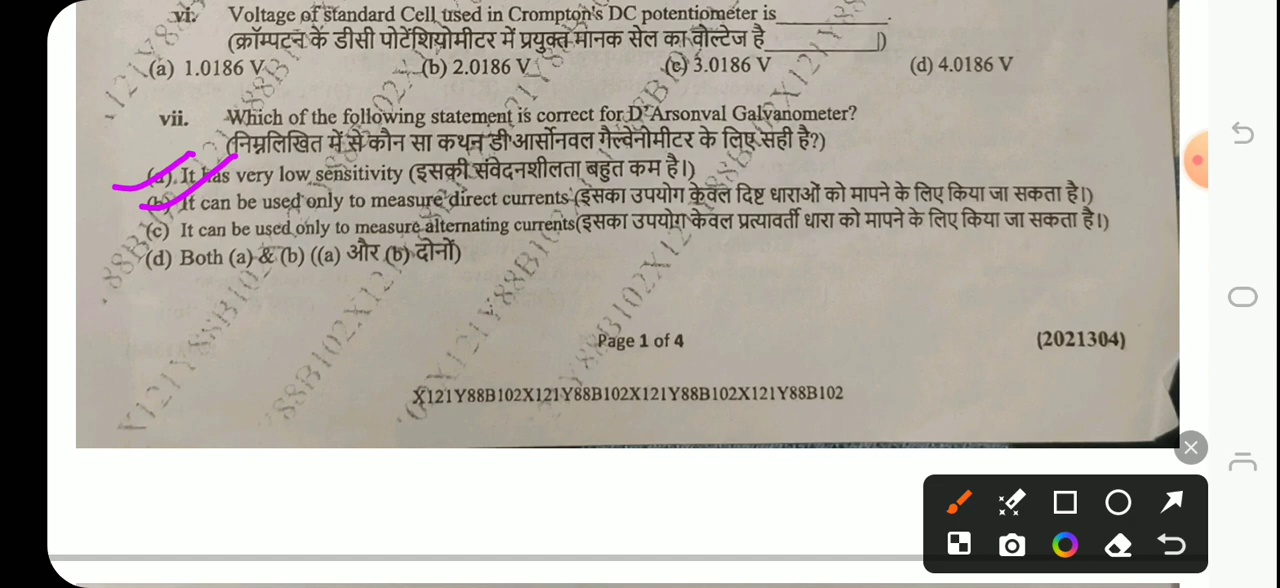 vi. Voltage of standard Cell used in Crompton's DC potentiometer is__________.
(क्रॉम्पटन के डीसी पोटेंशियोमीटर में प्रयुक्त मानक सेल का वोल्टेज है__________।)
(a) 1.0186 V (b) 2.0186 V (c) 3.0186 V (d) 4.0186 V
vii. Which of the following statement is correct for D'Arsonval Galvanometer?
(निम्नलिखित में से कौन सा कथन डी'आर्सोनवल गैल्वेनोमीटर के लिए सही है?)
(a). It has very low sensitivity (इसकी संवेदनशीलता बहुत कम है।)
(b) It can be used only to measure direct currents (इसका उपयोग केवल दिष्ट धाराओं को मापने के लिए किया जा सकता है।)
(c) It can be used only to measure alternating currents(इसका उपयोग केवल प्रत्यावर्ती धारा को मापने के लिए किया जा सकता है।)
(d) Both (a) & (b) ((a) और (b) दोनों)
Page 1 of 4 (2021304)
X121Y88B102X121Y88B102X121Y88B102X121Y88B102